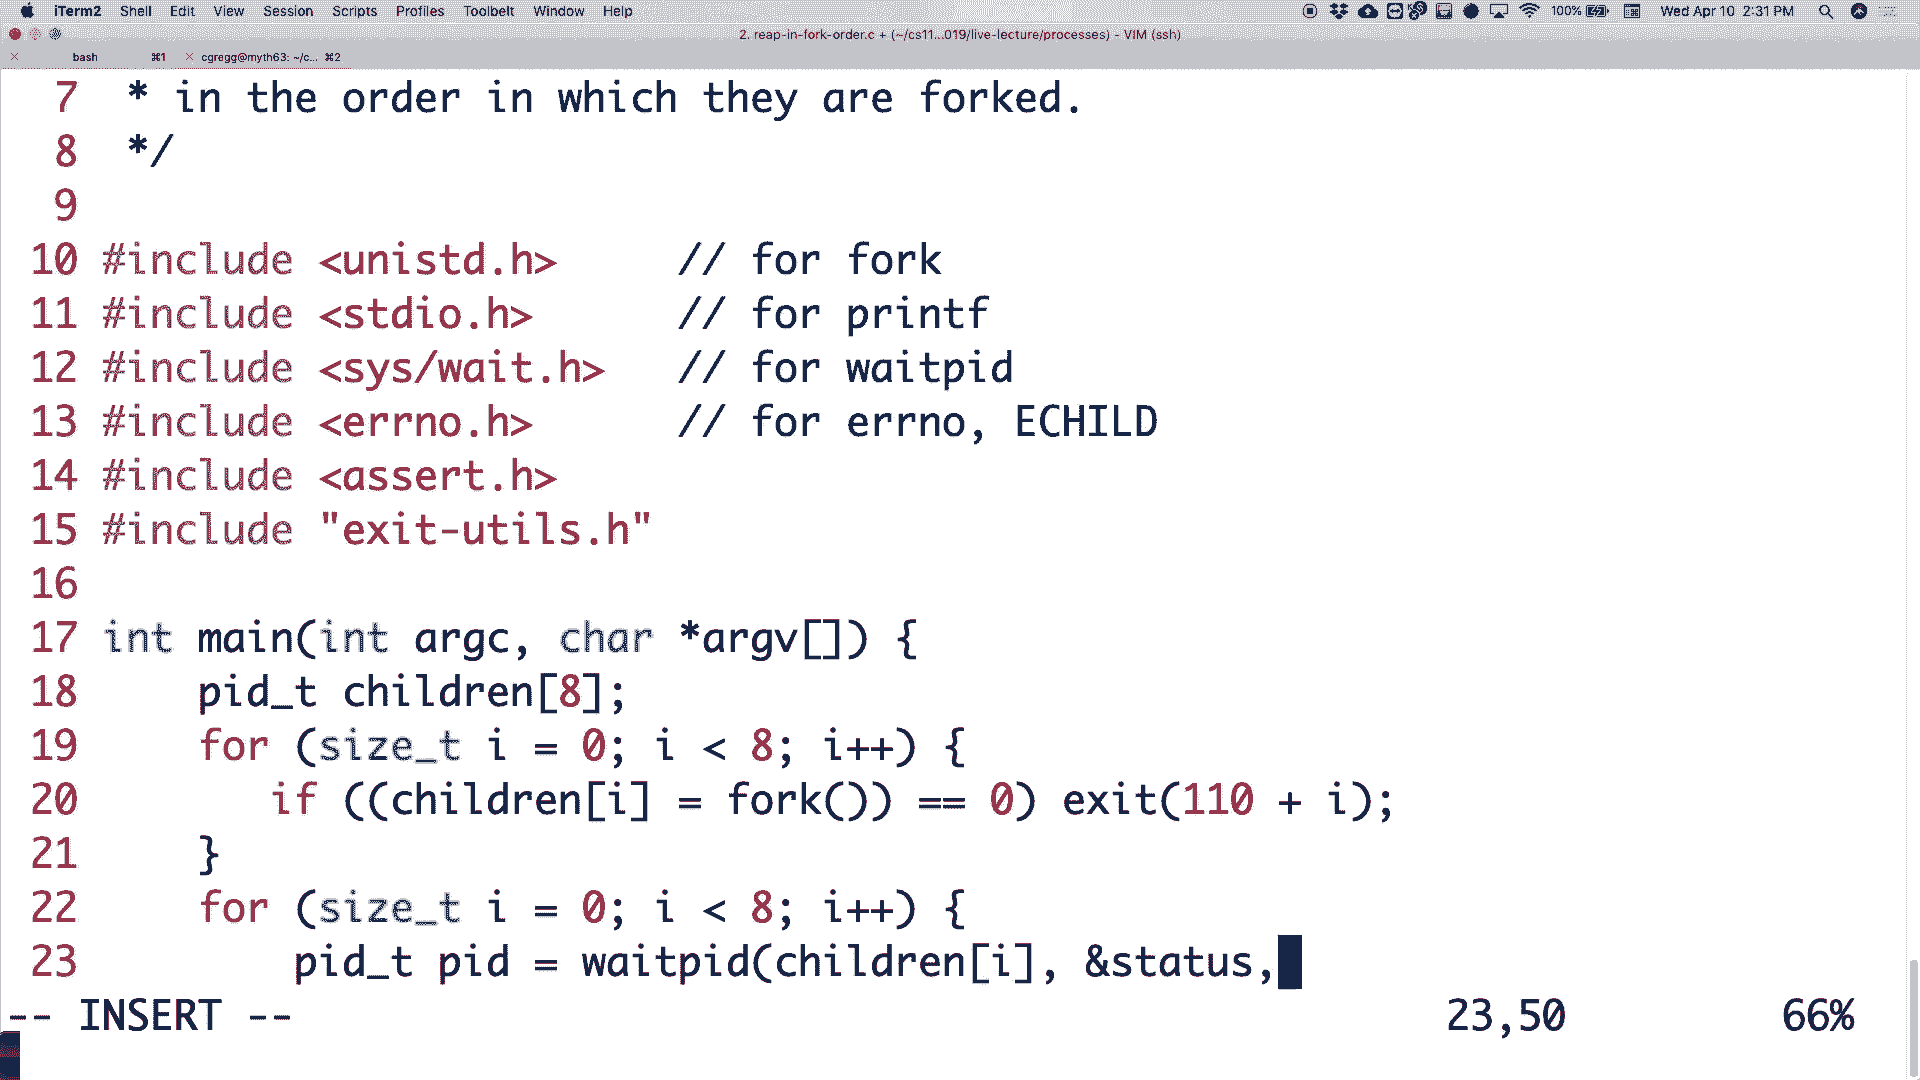 iTerm2 Shell Edit View Session Scripts Profiles Toolbelt Window Help 100% Wed Apr 10 2:31 PM
2. reap-in-fork-order.c + (~/cs11...019/live-lecture/processes) - VIM (ssh)
bash ⌘1 cgregg@myth63: ~/c... ⌘2
7 * in the order in which they are forked.
8 */
9
10 #include <unistd.h> // for fork
11 #include <stdio.h> // for printf
12 #include <sys/wait.h> // for waitpid
13 #include <errno.h> // for errno, ECHILD
14 #include <assert.h>
15 #include "exit-utils.h"
16
17 int main(int argc, char *argv[]) {
18 pid_t children[8];
19 for (size_t i = 0; i < 8; i++) {
20 if ((children[i] = fork()) == 0) exit(110 + i);
21 }
22 for (size_t i = 0; i < 8; i++) {
23 pid_t pid = waitpid(children[i], &status,
-- INSERT -- 23,50 66%